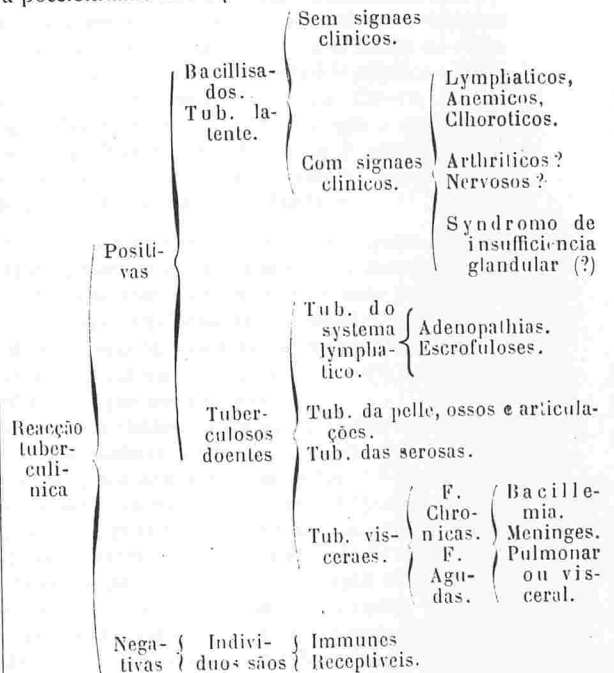 Sem signaes
clinicos.
Bacillisa-
dos.
Tub. la-
tente.
Com signaes
clinicos.
Lymphaticos,
Anemicos,
Clhoroticos.
Arthriticos ?
Nervosos ?
Syndromo de
insufficiencia
glandular (?)
Positi-
vas
Tub. do
systema
lympha-
tico.
Adenopathias.
Escrofuloses.
Tuber-
culosos
doentes
Tub. da pelle, ossos e articula-
ções.
Tub. das serosas.
Tub. vis-
ceraes.
F.
Chro-
nicas.
F.
Agu-
das.
Bacille-
mia.
Meninges.
Pulmonar
ou vis-
ceral.
Reacção
tuber-
culi-
nica
Nega-
tivas
Indivi-
duos sãos
Immunes
Receptiveis.